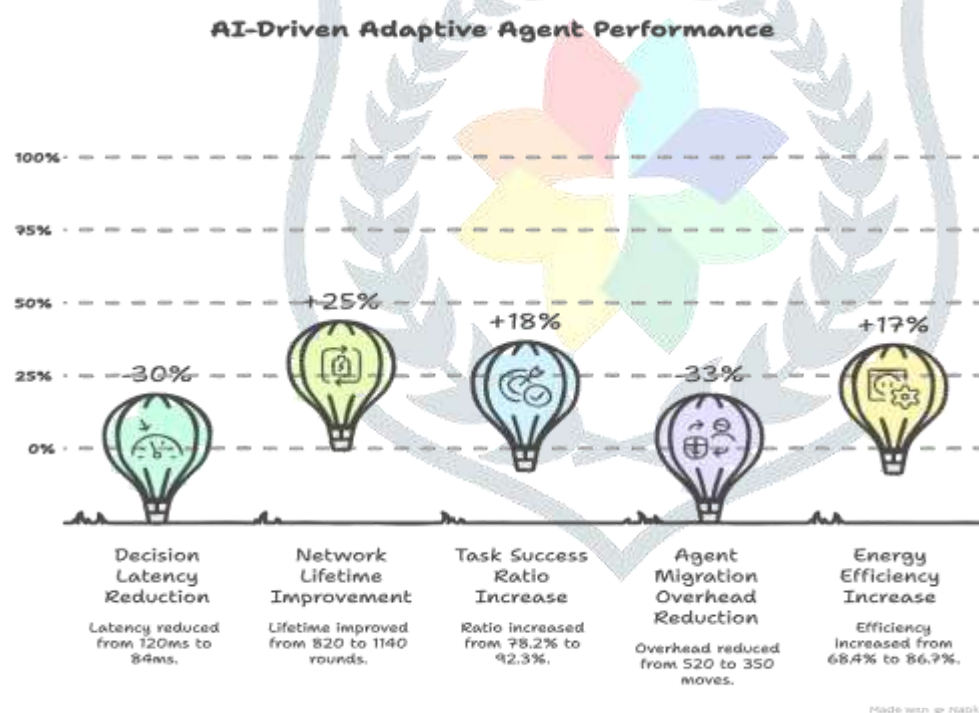 AI-Driven Adaptive Agent Performance
100%
75%
50%
25%
0%
-30%
+25%
+18%
-33%
+17%
Decision
Latency
Reduction
Latency reduced
from 120ms to
84ms.
Network
Lifetime
Improvement
Lifetime improved
from 820 to 1140
rounds.
Task Success
Ratio
Increase
Ratio increased
from 78.2% to
92.3%.
Agent
Migration
Overhead
Reduction
Overhead reduced
from 520 to 350
moves.
Energy
Efficiency
Increase
Efficiency
increased from
68.4% to 86.7%.
Made with